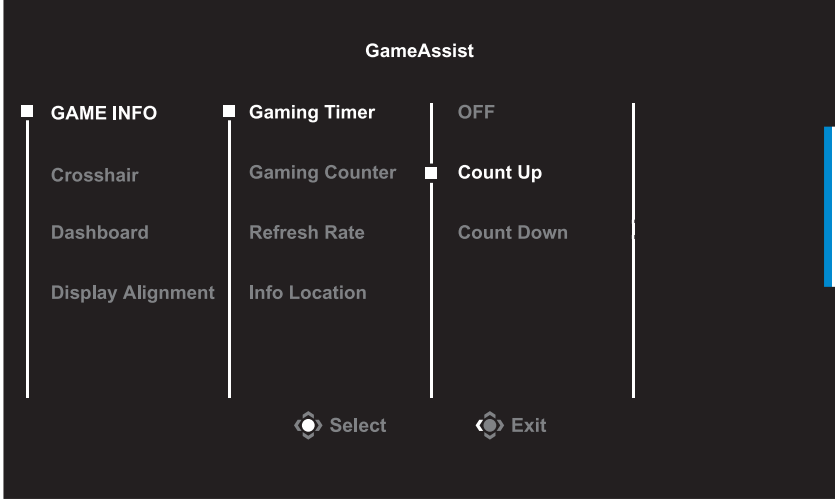 GameAssist
GAME INFO
Crosshair
Dashboard
Display Alignment
Gaming Timer
Gaming Counter
Refresh Rate
Info Location
OFF
Count Up
Count Down
Select
Exit